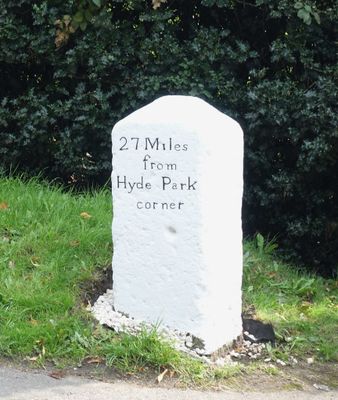 27 Miles
from
Hyde Park
corner